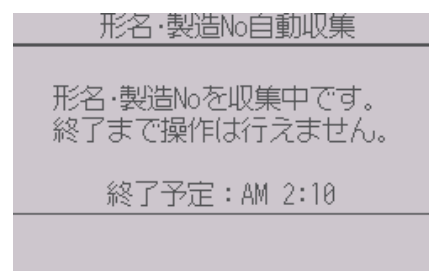 形名・製造No自動収集
形名・製造Noを収集中です。
終了まで操作は行えません。
終了予定：AM 2:10